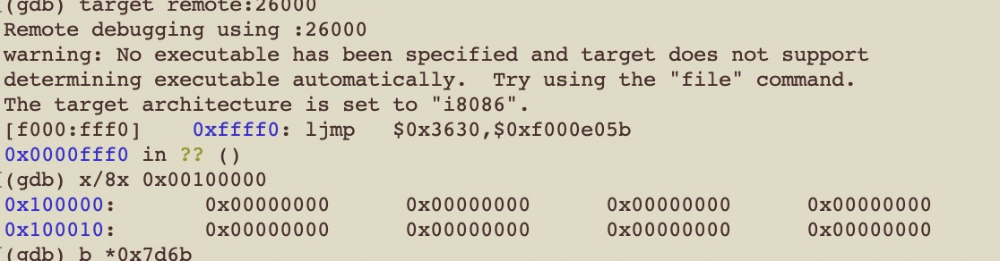 (gdb) target remote:26000
Remote debugging using :26000
warning: No executable has been specified and target does not support
determining executable automatically.  Try using the "file" command.
The target architecture is set to "i8086".
[f000:fff0]    0xffff0: ljmp   $0x3630,$0xf000e05b
0x0000fff0 in ?? ()
(gdb) x/8x 0x00100000
0x100000:       0x00000000      0x00000000      0x00000000      0x00000000
0x100010:       0x00000000      0x00000000      0x00000000      0x00000000
(gdb) b *0x7d6b